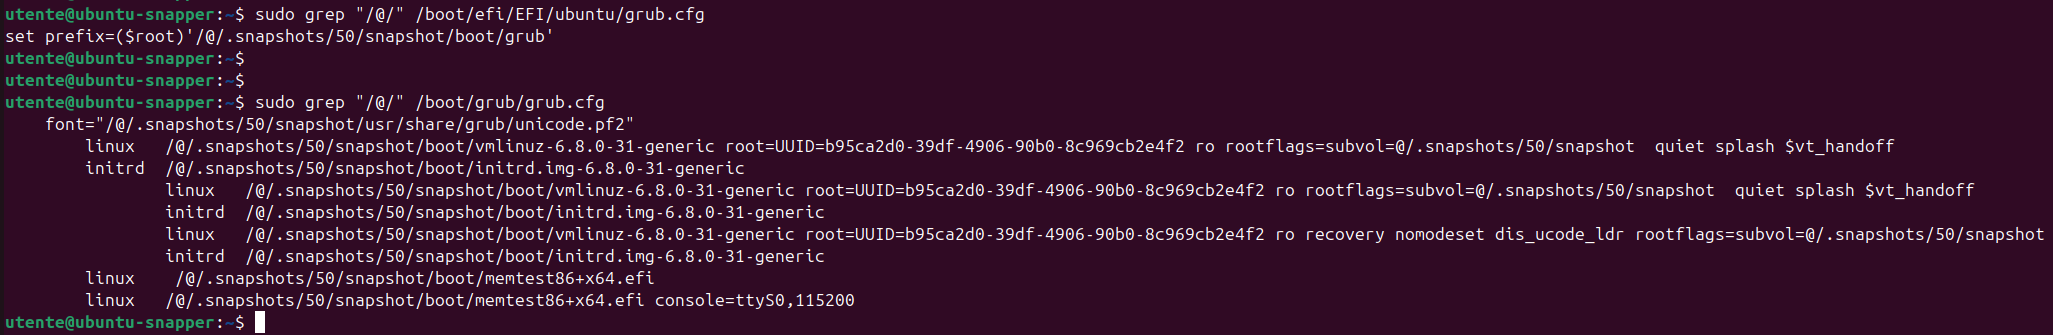 utente@ubuntu-snapper:~$ sudo grep "/@/" /boot/efi/EFI/ubuntu/grub.cfg
set prefix=($root)'/@/.snapshots/50/snapshot/boot/grub'
utente@ubuntu-snapper:~$
utente@ubuntu-snapper:~$
utente@ubuntu-snapper:~$ sudo grep "/@/" /boot/grub/grub.cfg
    font="/@/.snapshots/50/snapshot/usr/share/grub/unicode.pf2"
        linux   /@/.snapshots/50/snapshot/boot/vmlinuz-6.8.0-31-generic root=UUID=b95ca2d0-39df-4906-90b0-8c969cb2e4f2 ro rootflags=subvol=@/.snapshots/50/snapshot  quiet splash $vt_handoff
        initrd  /@/.snapshots/50/snapshot/boot/initrd.img-6.8.0-31-generic
                linux   /@/.snapshots/50/snapshot/boot/vmlinuz-6.8.0-31-generic root=UUID=b95ca2d0-39df-4906-90b0-8c969cb2e4f2 ro rootflags=subvol=@/.snapshots/50/snapshot  quiet splash $vt_handoff
                initrd  /@/.snapshots/50/snapshot/boot/initrd.img-6.8.0-31-generic
                linux   /@/.snapshots/50/snapshot/boot/vmlinuz-6.8.0-31-generic root=UUID=b95ca2d0-39df-4906-90b0-8c969cb2e4f2 ro recovery nomodeset dis_ucode_ldr rootflags=subvol=@/.snapshots/50/snapshot
                initrd  /@/.snapshots/50/snapshot/boot/initrd.img-6.8.0-31-generic
        linux    /@/.snapshots/50/snapshot/boot/memtest86+x64.efi
        linux   /@/.snapshots/50/snapshot/boot/memtest86+x64.efi console=ttyS0,115200
utente@ubuntu-snapper:~$